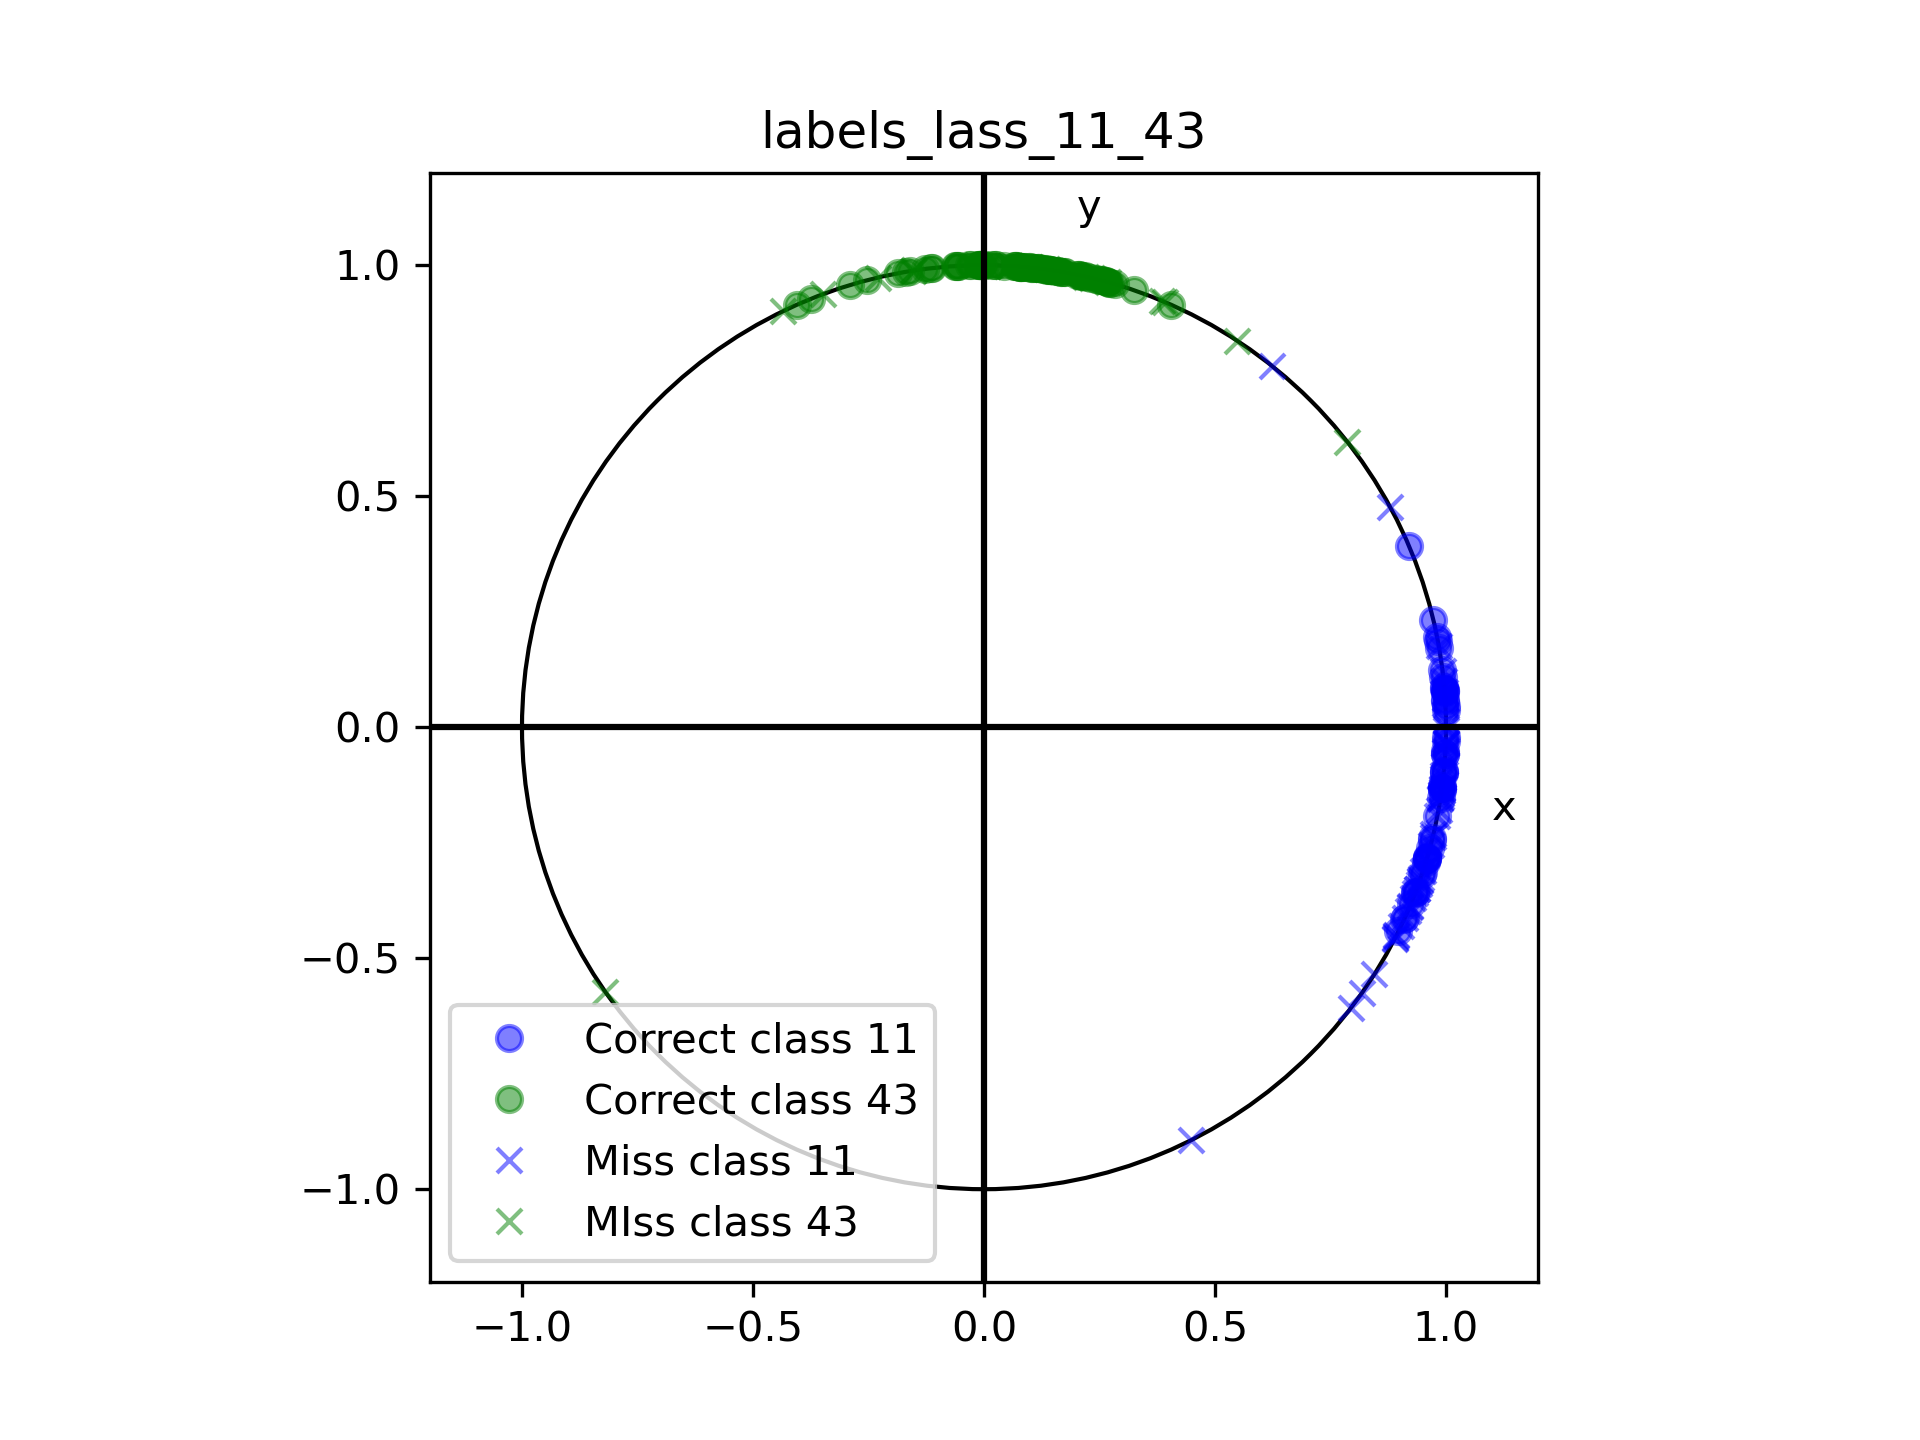 labels_lass_11_43
y
1.0
0.5
0.0
x
−0.5
−1.0
Correct class 11
Correct class 43
Miss class 11
MIss class 43
−1.0 −0.5 0.0 0.5 1.0